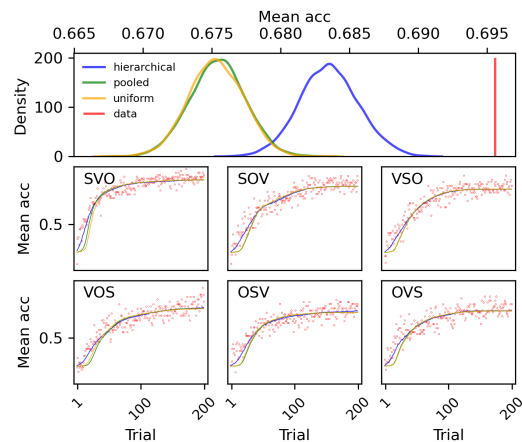 Mean acc
0.665 0.670 0.675 0.680 0.685 0.690 0.695
200
100
0
Density
hierarchical
pooled
uniform
data
SVO SOV VSO
0.5
Mean acc
VOS OSV OVS
0.5
Mean acc
1 100 200 1 100 200 1 100 200
Trial Trial Trial